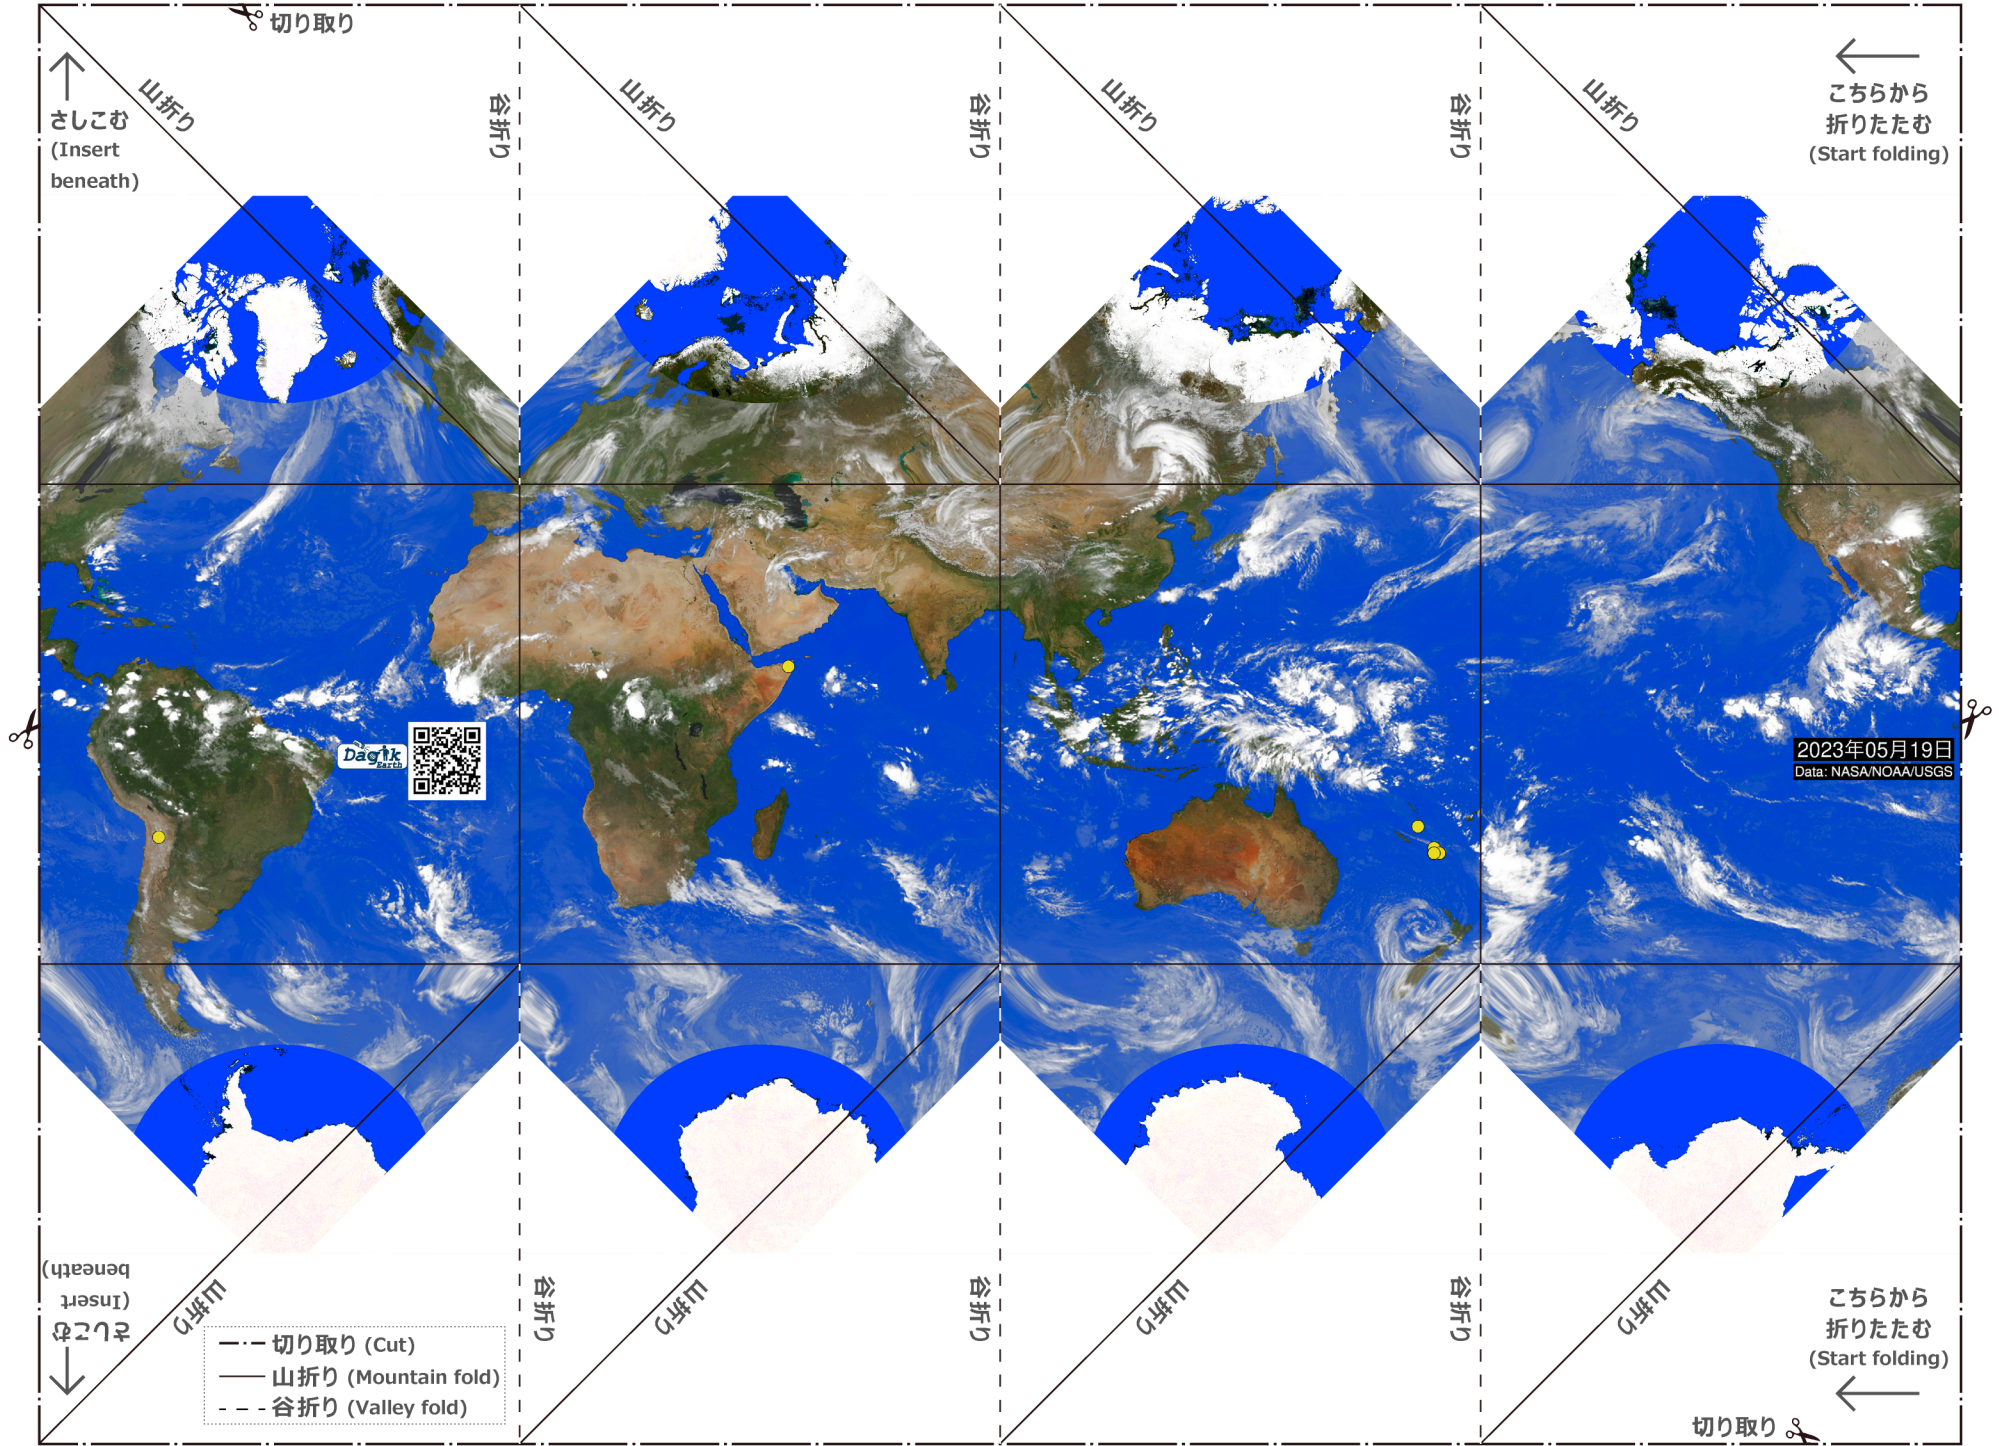 切り取り
さしこむ
(Insert
beneath)
山折り
谷折り
山折り
谷折り
山折り
谷折り
山折り
こちらから
折りたたむ
(Start folding)
Dagik
Earth
2023年05月19日
Data: NASA/NOAA/USGS
さしこむ
(Insert
beneath)
山折り
谷折り
山折り
谷折り
山折り
谷折り
山折り
こちらから
折りたたむ
(Start folding)
切り取り (Cut)
山折り (Mountain fold)
谷折り (Valley fold)
切り取り